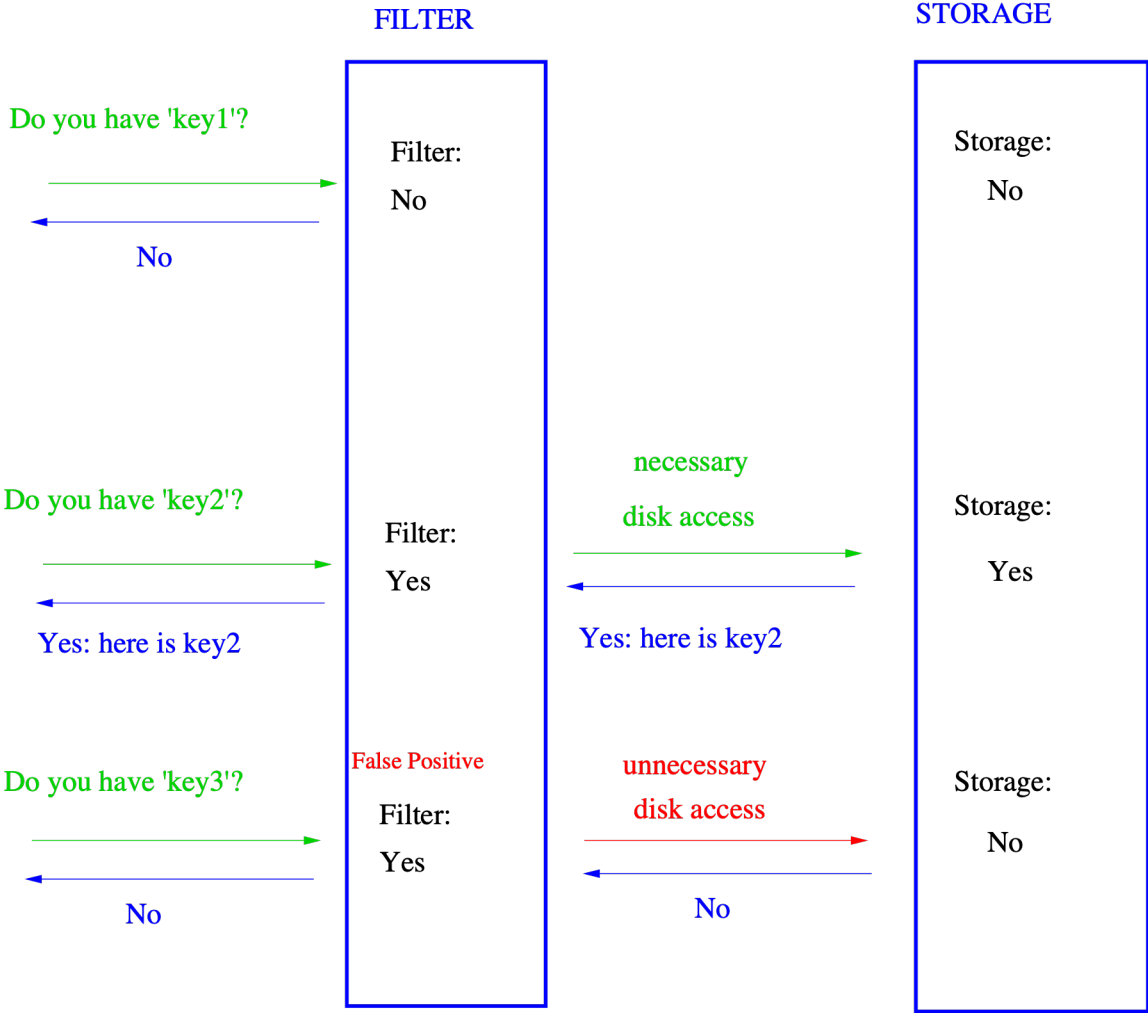 FILTER
STORAGE
Do you have 'key1'?
Filter:
No
Storage:
No
No
necessary
disk access
Do you have 'key2'?
Filter:
Yes
Storage:
Yes
Yes: here is key2
Yes: here is key2
False Positive
unnecessary
disk access
Do you have 'key3'?
Filter:
Yes
Storage:
No
No
No